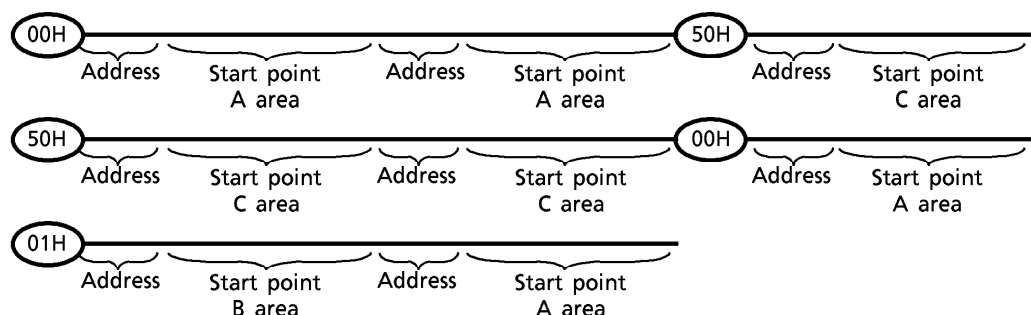 00H 50H
Address Start point Address Start point Address Start point
A area A area C area
50H 00H
Address Start point Address Start point Address Start point
C area C area A area
01H
Address Start point Address Start point
B area A area